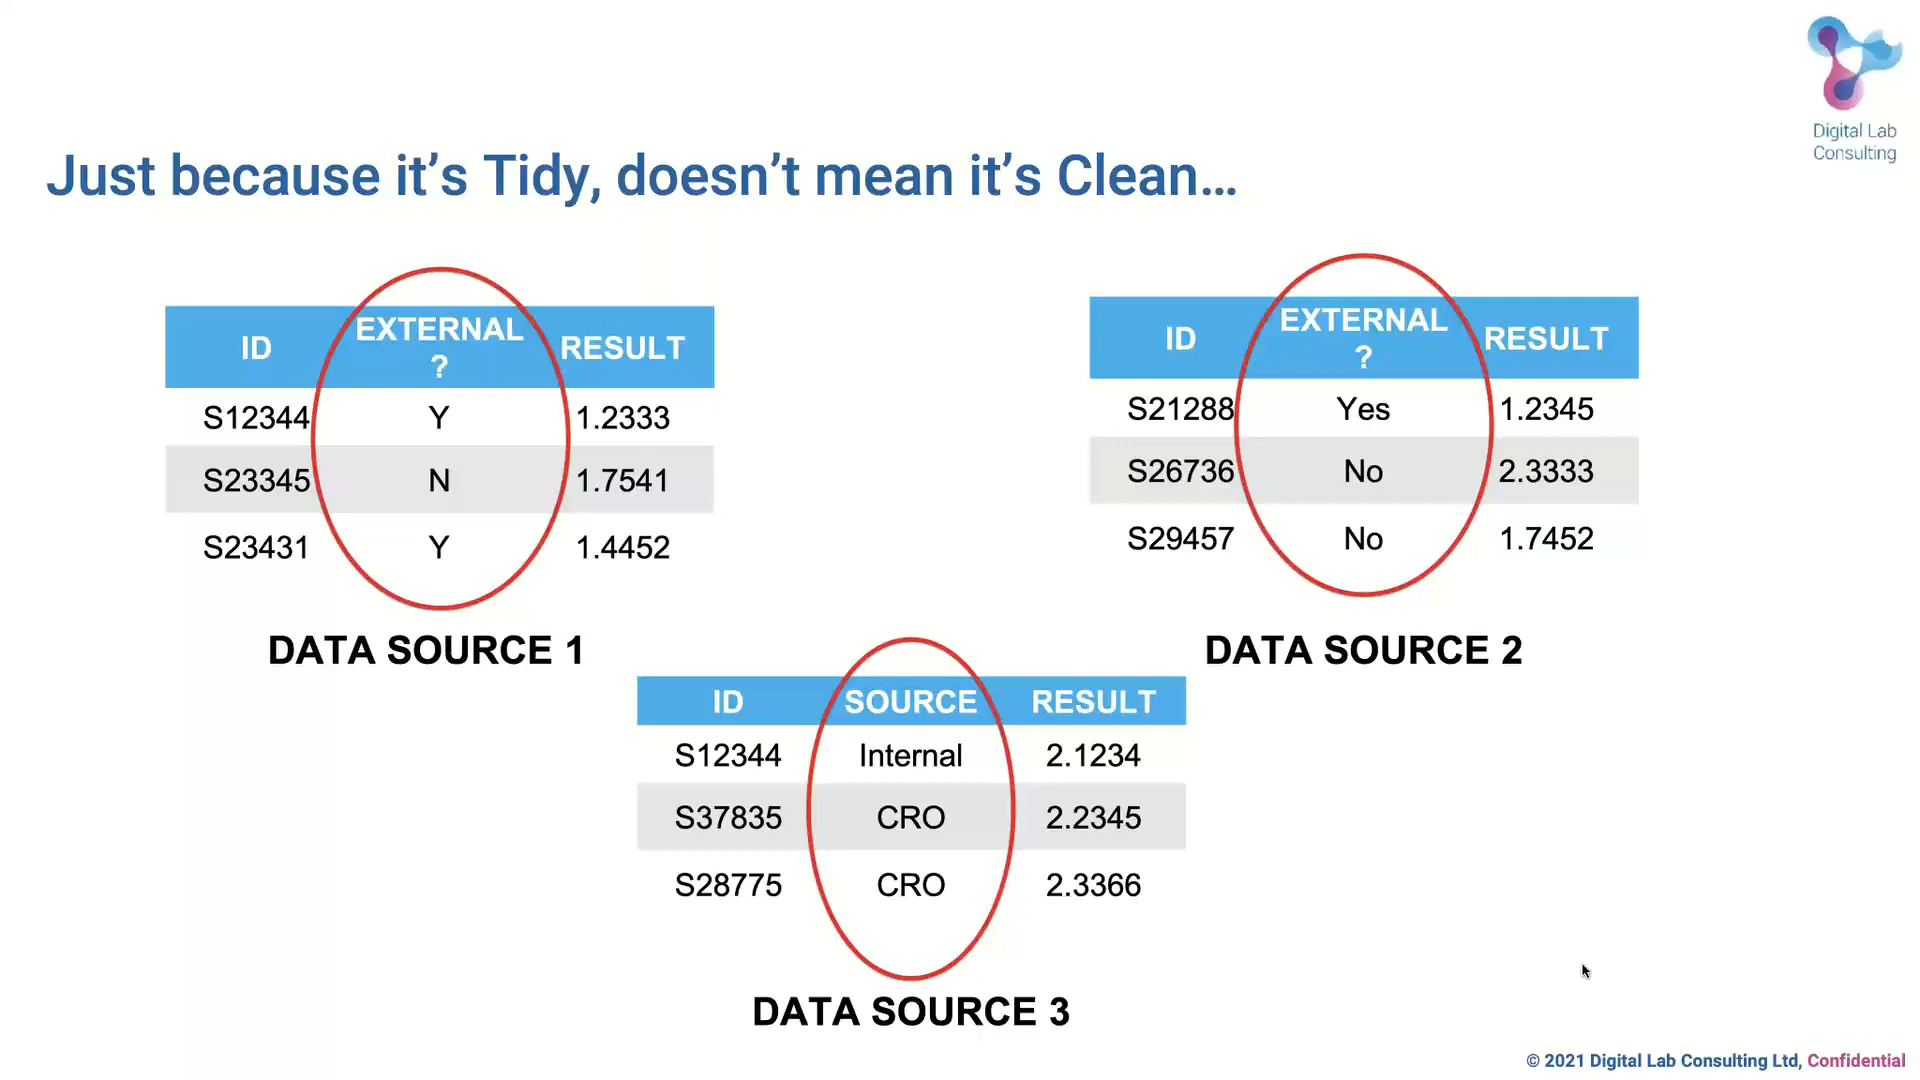 Digital Lab
Consulting
Just because it’s Tidy, doesn’t mean it’s Clean…
ID EXTERNAL ? RESULT
S12344 Y 1.2333
S23345 N 1.7541
S23431 Y 1.4452
DATA SOURCE 1
ID EXTERNAL ? RESULT
S21288 Yes 1.2345
S26736 No 2.3333
S29457 No 1.7452
DATA SOURCE 2
ID SOURCE RESULT
S12344 Internal 2.1234
S37835 CRO 2.2345
S28775 CRO 2.3366
DATA SOURCE 3
© 2021 Digital Lab Consulting Ltd, Confidential